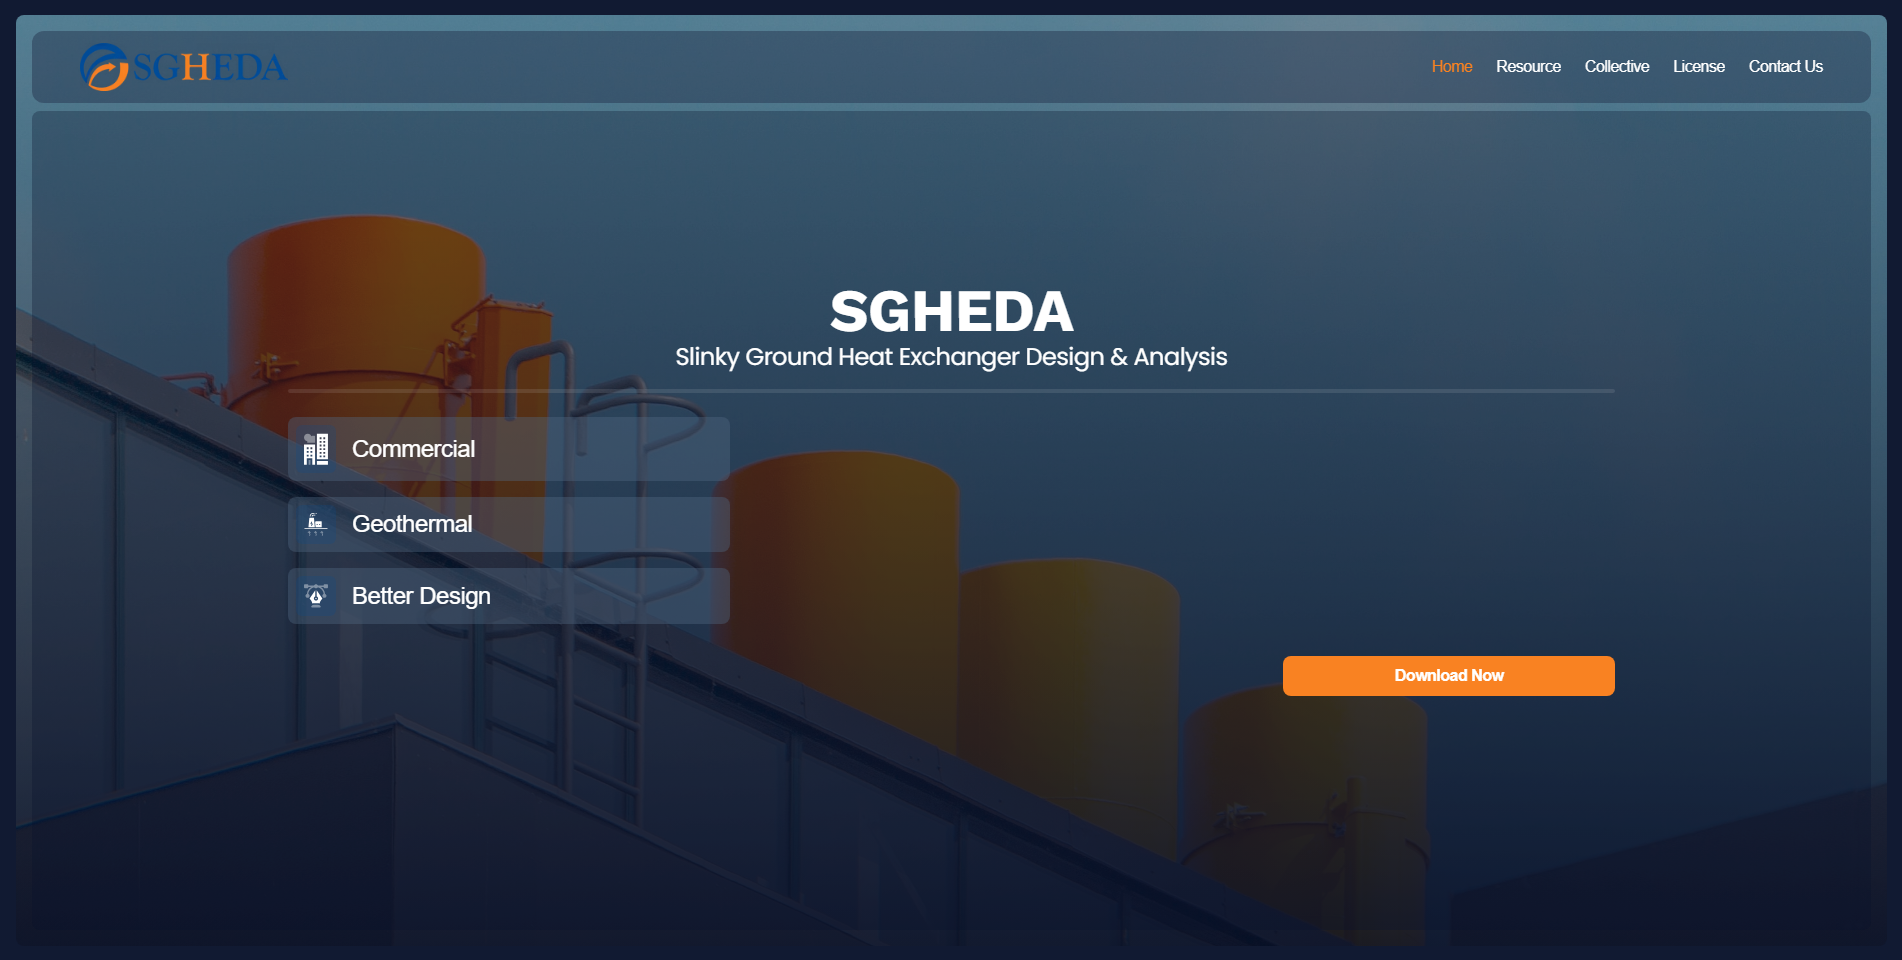 SGHEDA
Home Resource Collective License Contact Us
SGHEDA
Slinky Ground Heat Exchanger Design & Analysis
Commercial
Geothermal
Better Design
Download Now